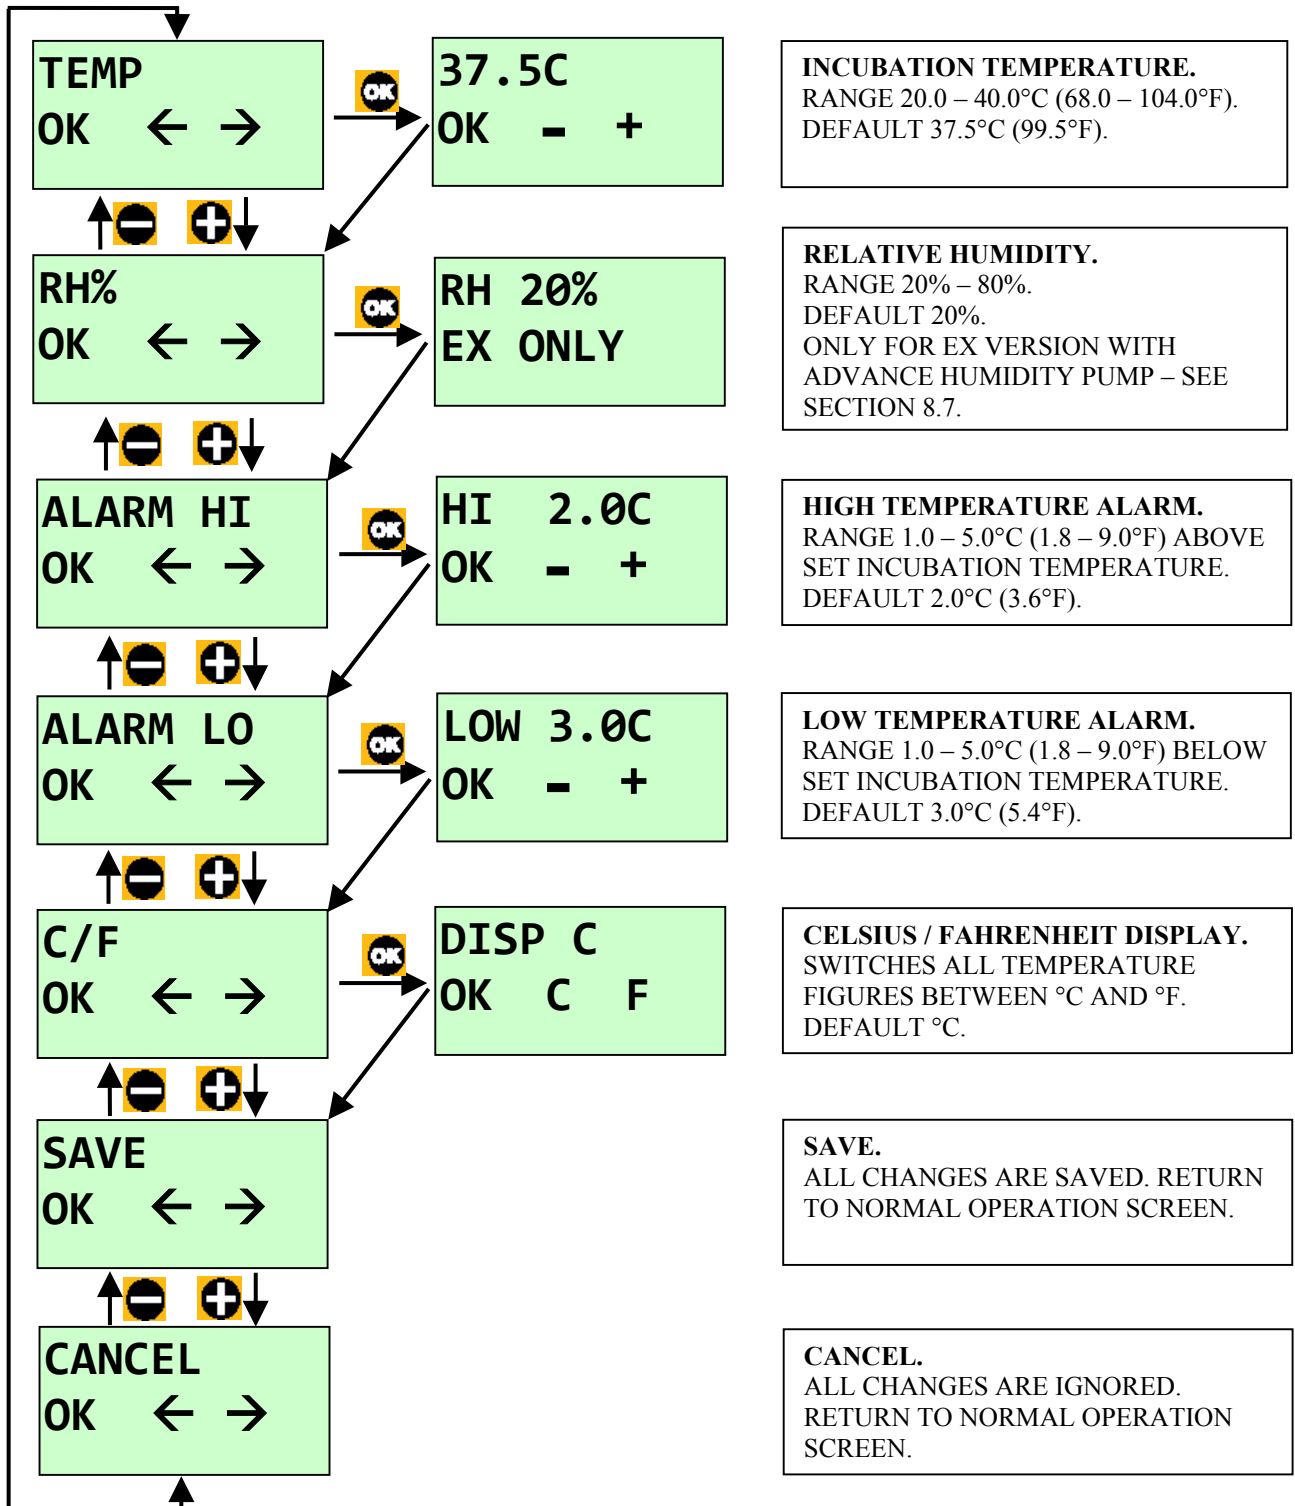 TEMP
OK ← →
OK
37.5C
OK - +
INCUBATION TEMPERATURE.
RANGE 20.0 – 40.0°C (68.0 – 104.0°F).
DEFAULT 37.5°C (99.5°F).
RH%
OK ← →
OK
RH 20%
EX ONLY
RELATIVE HUMIDITY.
RANGE 20% – 80%.
DEFAULT 20%.
ONLY FOR EX VERSION WITH
ADVANCE HUMIDITY PUMP – SEE
SECTION 8.7.
ALARM HI
OK ← →
OK
HI 2.0C
OK - +
HIGH TEMPERATURE ALARM.
RANGE 1.0 – 5.0°C (1.8 – 9.0°F) ABOVE
SET INCUBATION TEMPERATURE.
DEFAULT 2.0°C (3.6°F).
ALARM LO
OK ← →
OK
LOW 3.0C
OK - +
LOW TEMPERATURE ALARM.
RANGE 1.0 – 5.0°C (1.8 – 9.0°F) BELOW
SET INCUBATION TEMPERATURE.
DEFAULT 3.0°C (5.4°F).
C/F
OK ← →
OK
DISP C
OK C F
CELSIUS / FAHRENHEIT DISPLAY.
SWITCHES ALL TEMPERATURE
FIGURES BETWEEN °C AND °F.
DEFAULT °C.
SAVE
OK ← →
SAVE.
ALL CHANGES ARE SAVED. RETURN
TO NORMAL OPERATION SCREEN.
CANCEL
OK ← →
CANCEL.
ALL CHANGES ARE IGNORED.
RETURN TO NORMAL OPERATION
SCREEN.